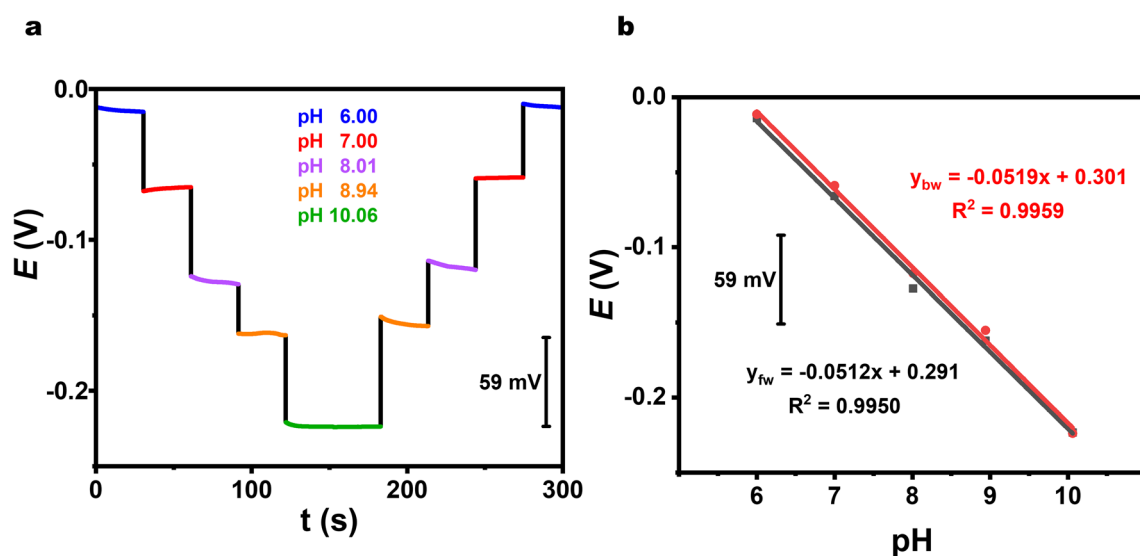 a
0.0
-0.1
-0.2
E (V)
pH 6.00
pH 7.00
pH 8.01
pH 8.94
pH 10.06
59 mV
0
100
200
300
t (s)
b
0.0
-0.1
-0.2
E (V)
y_bw = -0.0519x + 0.301
R² = 0.9959
59 mV
y_fw = -0.0512x + 0.291
R² = 0.9950
5
6
7
8
9
10
pH